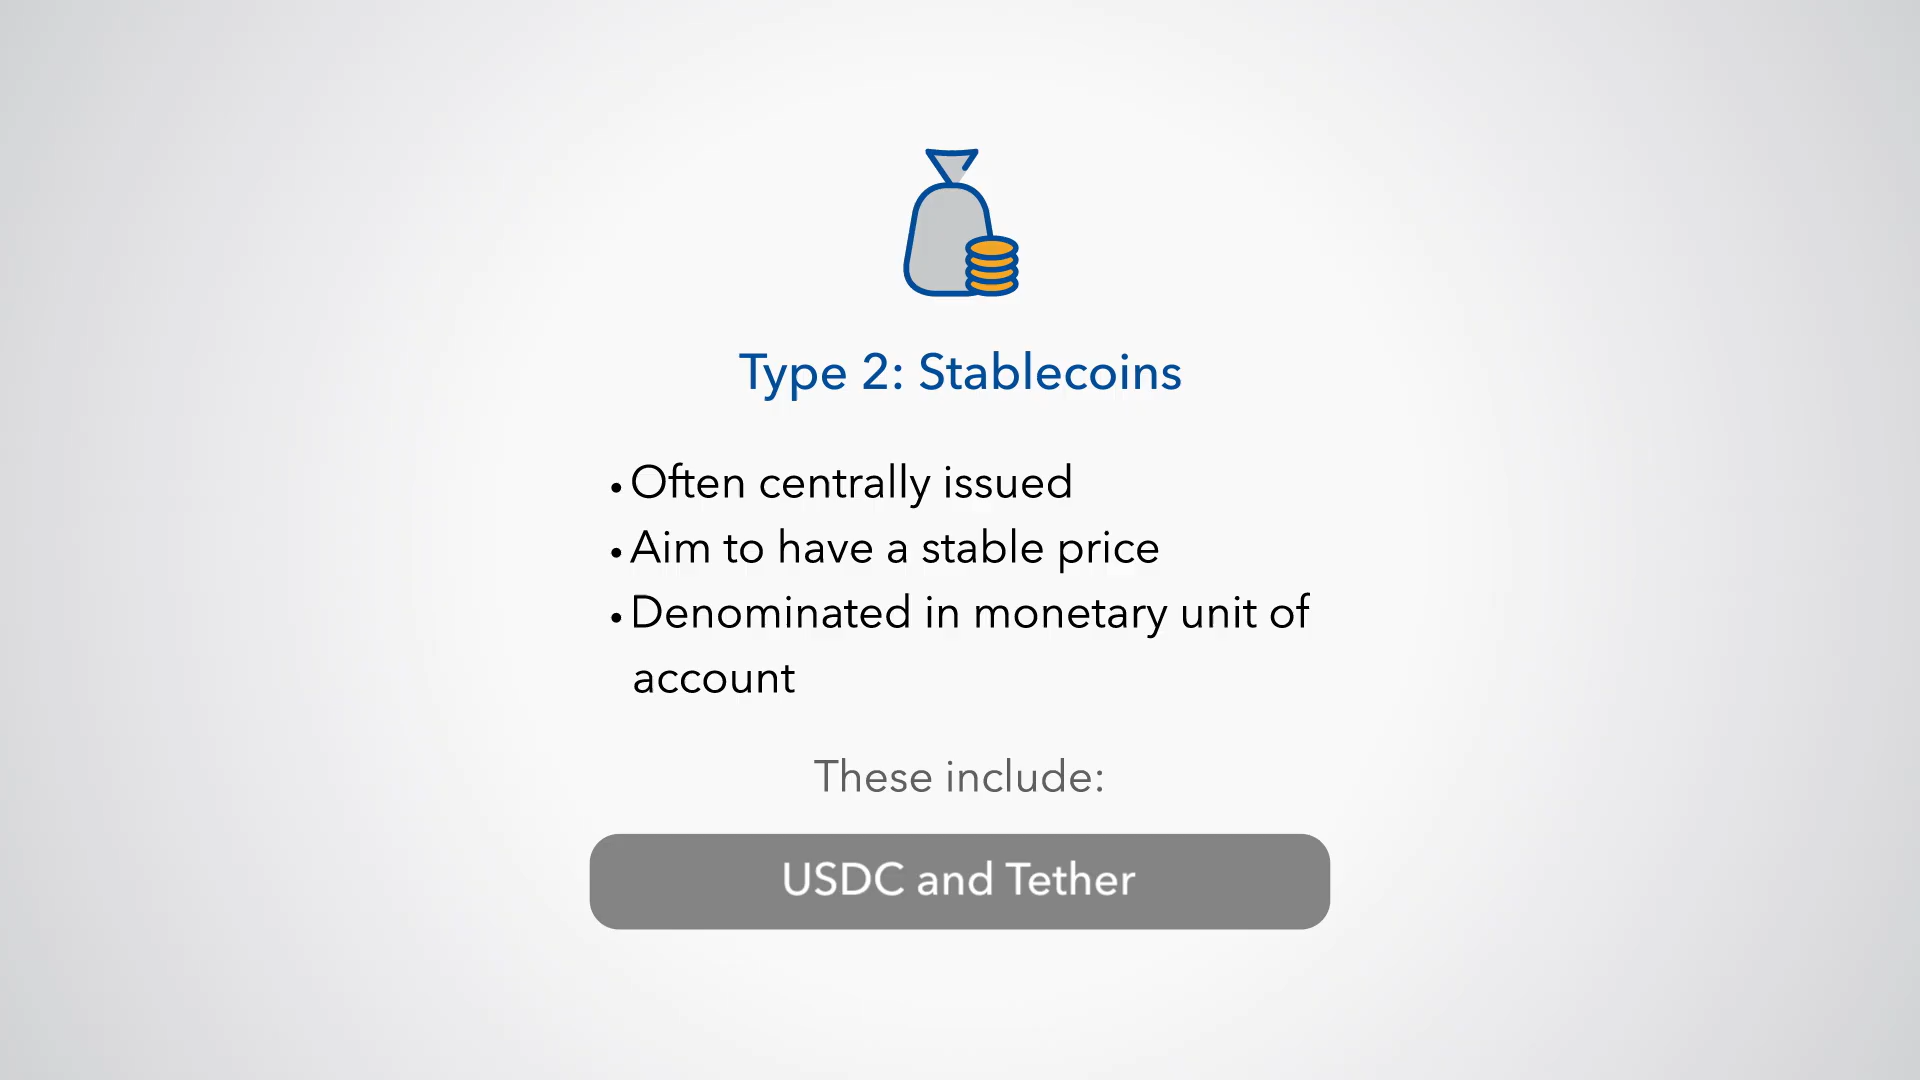 Type 2: Stablecoins
• Often centrally issued
• Aim to have a stable price
• Denominated in monetary unit of
account
These include:
USDC and Tether